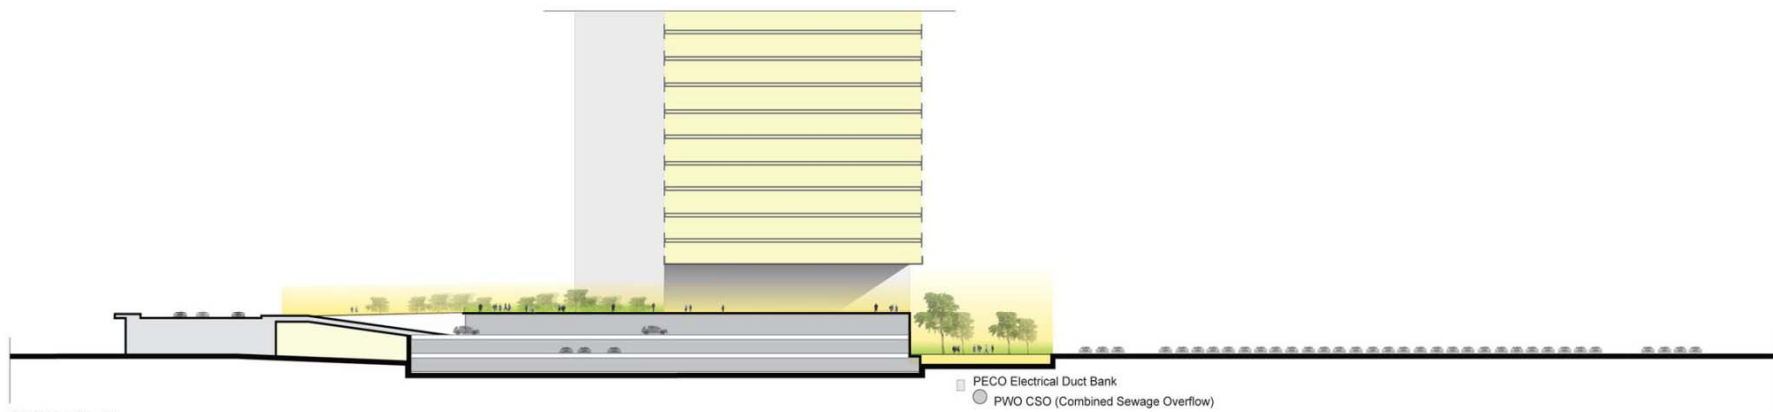 PECO Electrical Duct Bank
PWO CSO (Combined Sewage Overflow)